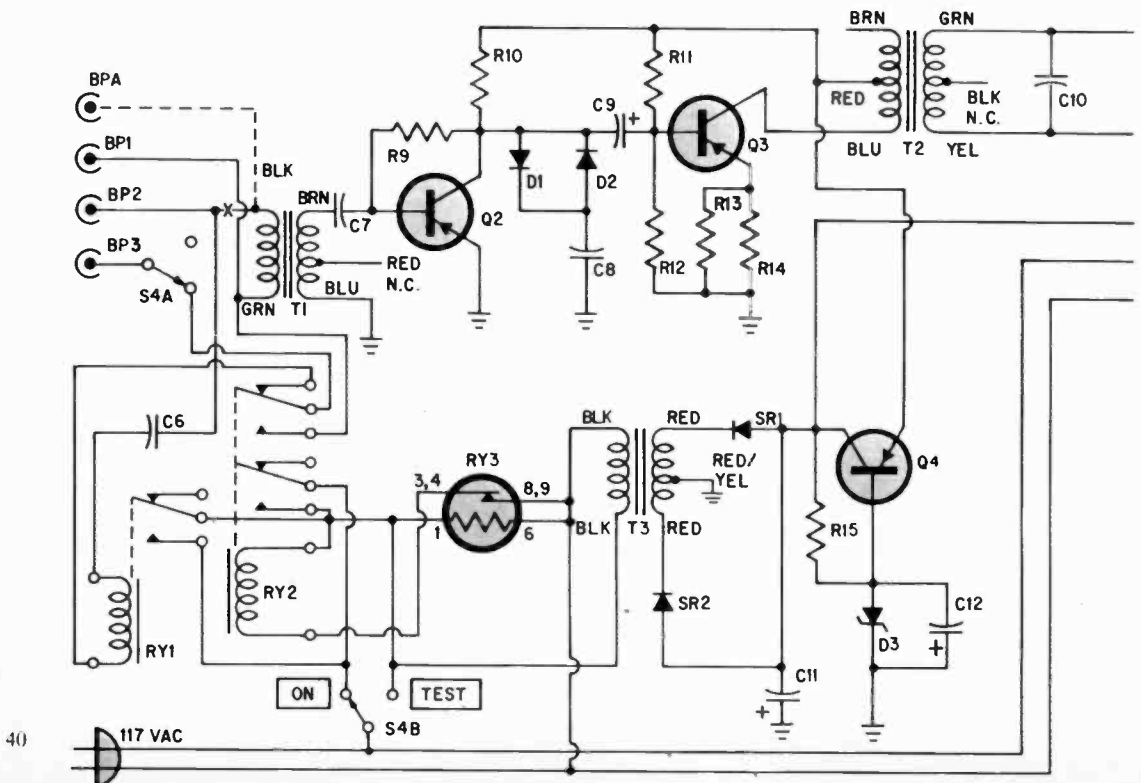 BRN
GRN
R10
R11
BPA
C9
+
RED
BLK
N.C.
C10
BP1
R9
Q3
BLK
BLU
T2
YEL
BP2
X
BRN
C7
Q2
D1
D2
R13
BP3
RED
N.C.
C8
R12
R14
S4A
GRN
T1
BLU
C6
BLK
RED
SR1
RY3
RED/
YEL
Q4
3,4
8,9
1
6
BLK
T3
RED
R15
RY2
SR2
C12
D3
+
RY1
C11
+
ON
TEST
S4B
40
117 VAC